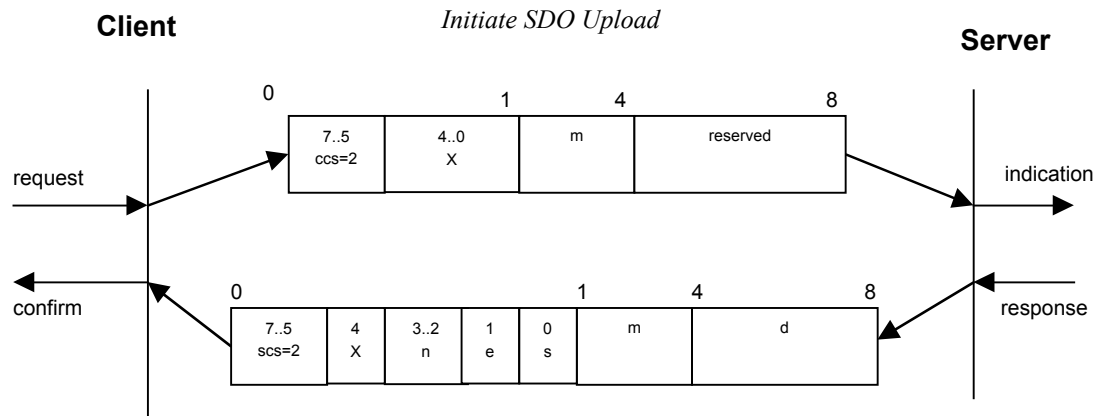 Initiate SDO Upload
Client
Server
0 1 4 8
7..5 4..0 m reserved
ccs=2 X
request
indication
confirm
response
0 1 4 8
7..5 4 3..2 1 0 m d
scs=2 X n e s